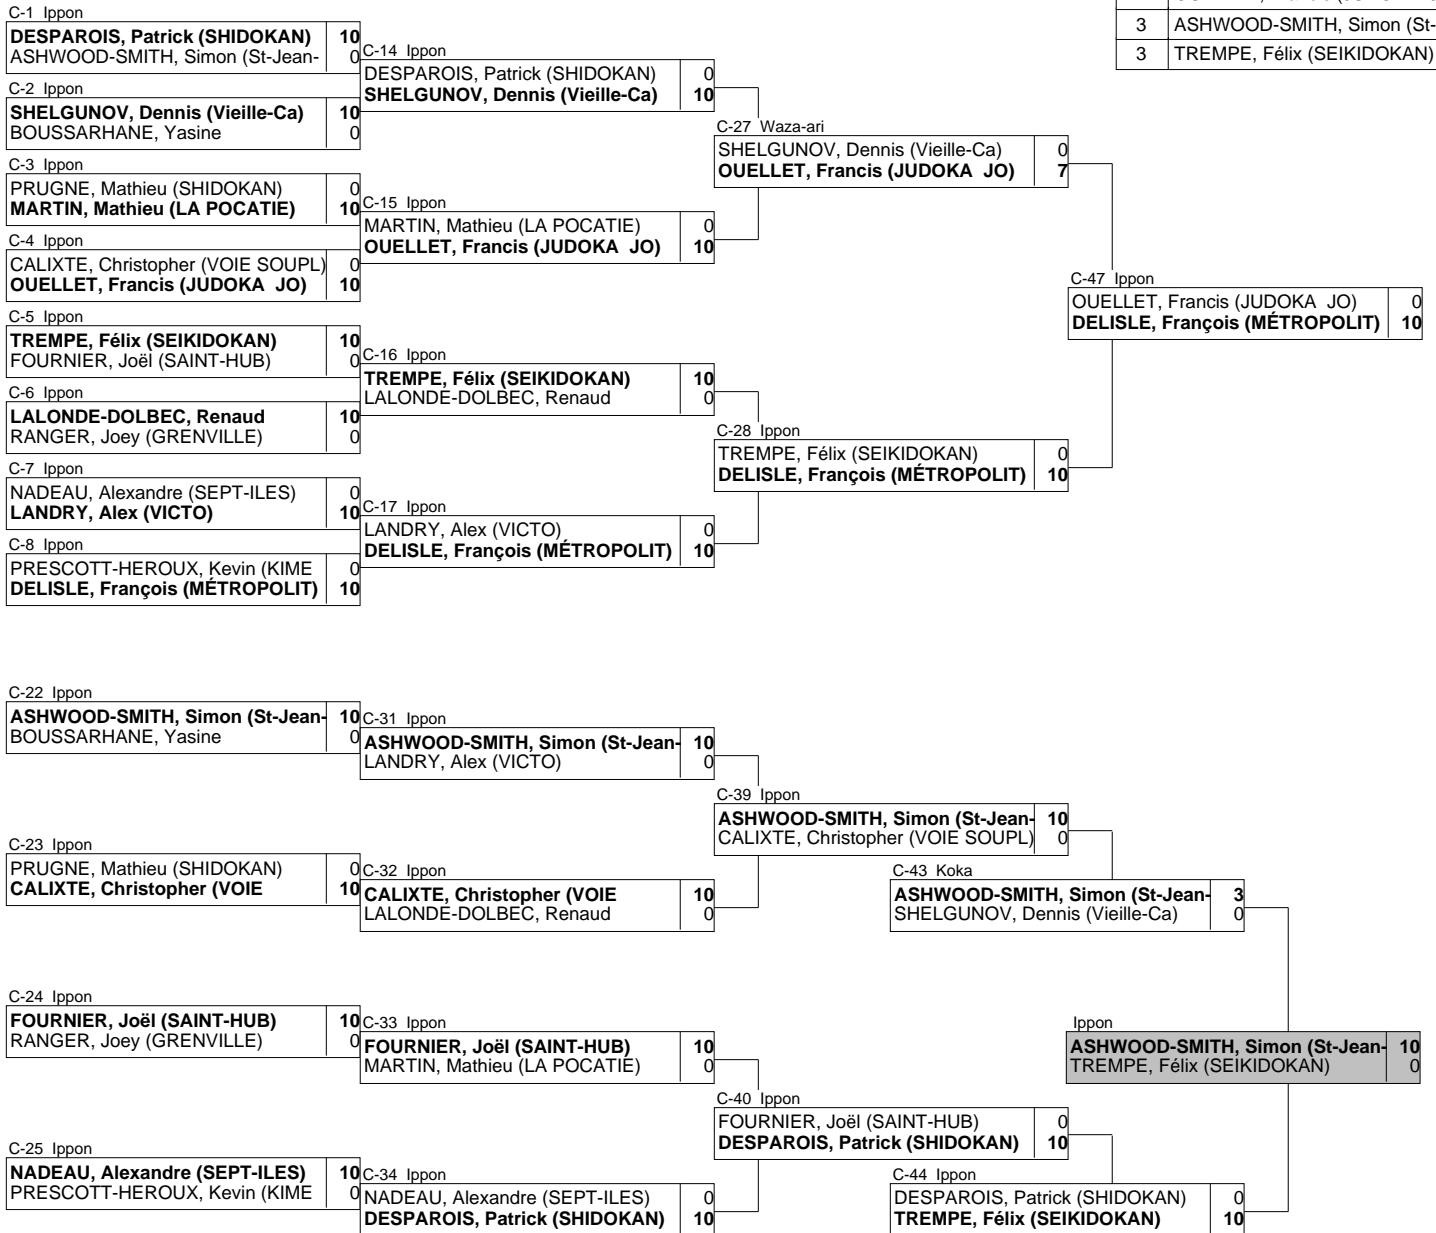 3 ASHWOOD-SMITH, Simon (St-
3 TREMPE, Félix (SEIKIDOKAN)
C-1 Ippon
DESPAROIS, Patrick (SHIDOKAN) 10
ASHWOOD-SMITH, Simon (St-Jean- 0
C-2 Ippon
SHELGUNOV, Dennis (Vieille-Ca) 10
BOUSSARHANE, Yasine 0
C-3 Ippon
PRUGNE, Mathieu (SHIDOKAN) 0
MARTIN, Mathieu (LA POCATIE) 10
C-4 Ippon
CALIXTE, Christopher (VOIE SOUPL) 0
OUELLET, Francis (JUDOKA JO) 10
C-5 Ippon
TREMPE, Félix (SEIKIDOKAN) 10
FOURNIER, Joël (SAINT-HUB) 0
C-6 Ippon
LALONDE-DOLBEC, Renaud 10
RANGER, Joey (GRENVILLE) 0
C-7 Ippon
NADEAU, Alexandre (SEPT-ILES) 0
LANDRY, Alex (VICTO) 10
C-8 Ippon
PRESCOTT-HEROUX, Kevin (KIME 0
DELISLE, François (MÉTROPOLIT) 10
C-14 Ippon
DESPAROIS, Patrick (SHIDOKAN) 0
SHELGUNOV, Dennis (Vieille-Ca) 10
C-15 Ippon
MARTIN, Mathieu (LA POCATIE) 0
OUELLET, Francis (JUDOKA JO) 10
C-16 Ippon
TREMPE, Félix (SEIKIDOKAN) 10
LALONDE-DOLBEC, Renaud 0
C-17 Ippon
LANDRY, Alex (VICTO) 0
DELISLE, François (MÉTROPOLIT) 10
C-27 Waza-ari
SHELGUNOV, Dennis (Vieille-Ca) 0
OUELLET, Francis (JUDOKA JO) 7
C-28 Ippon
TREMPE, Félix (SEIKIDOKAN) 0
DELISLE, François (MÉTROPOLIT) 10
C-47 Ippon
OUELLET, Francis (JUDOKA JO) 0
DELISLE, François (MÉTROPOLIT) 10
C-22 Ippon
ASHWOOD-SMITH, Simon (St-Jean- 10
BOUSSARHANE, Yasine 0
C-23 Ippon
PRUGNE, Mathieu (SHIDOKAN) 0
CALIXTE, Christopher (VOIE 10
C-24 Ippon
FOURNIER, Joël (SAINT-HUB) 10
RANGER, Joey (GRENVILLE) 0
C-25 Ippon
NADEAU, Alexandre (SEPT-ILES) 10
PRESCOTT-HEROUX, Kevin (KIME 0
C-31 Ippon
ASHWOOD-SMITH, Simon (St-Jean- 10
LANDRY, Alex (VICTO) 0
C-32 Ippon
CALIXTE, Christopher (VOIE 10
LALONDE-DOLBEC, Renaud 0
C-33 Ippon
FOURNIER, Joël (SAINT-HUB) 10
MARTIN, Mathieu (LA POCATIE) 0
C-34 Ippon
NADEAU, Alexandre (SEPT-ILES) 0
DESPAROIS, Patrick (SHIDOKAN) 10
C-39 Ippon
ASHWOOD-SMITH, Simon (St-Jean- 10
CALIXTE, Christopher (VOIE SOUPL) 0
C-40 Ippon
FOURNIER, Joël (SAINT-HUB) 0
DESPAROIS, Patrick (SHIDOKAN) 10
C-43 Koka
ASHWOOD-SMITH, Simon (St-Jean- 3
SHELGUNOV, Dennis (Vieille-Ca) 0
C-44 Ippon
DESPAROIS, Patrick (SHIDOKAN) 0
TREMPE, Félix (SEIKIDOKAN) 10
Ippon
ASHWOOD-SMITH, Simon (St-Jean- 10
TREMPE, Félix (SEIKIDOKAN) 0